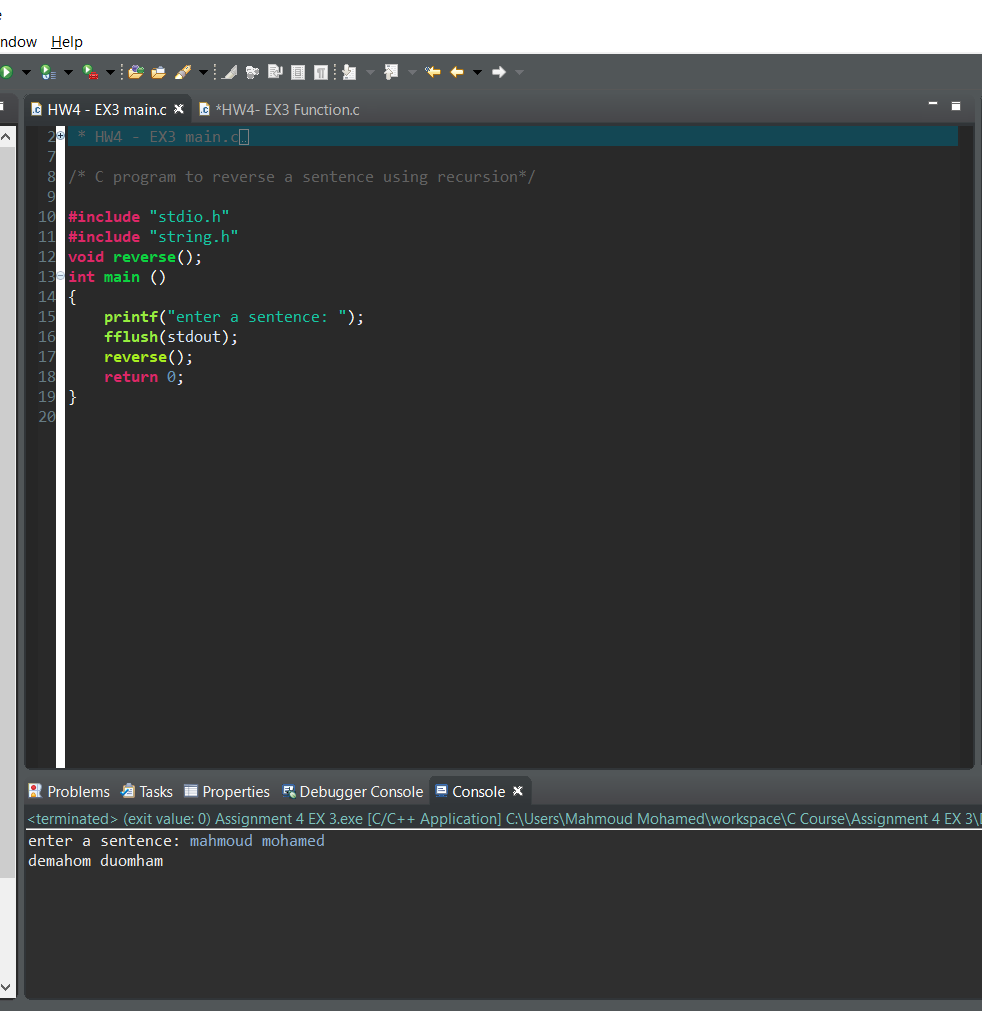 ndow Help
HW4 - EX3 main.c *HW4- EX3 Function.c
2 * HW4 - EX3 main.c
7
8 /* C program to reverse a sentence using recursion*/
9
10 #include "stdio.h"
11 #include "string.h"
12 void reverse();
13 int main ()
14 {
15 printf("enter a sentence: ");
16 fflush(stdout);
17 reverse();
18 return 0;
19 }
20
Problems Tasks Properties Debugger Console Console
<terminated> (exit value: 0) Assignment 4 EX 3.exe [C/C++ Application] C:\Users\Mahmoud Mohamed\workspace\C Course\Assignment 4 EX 3\
enter a sentence: mahmoud mohamed
demahom duomham